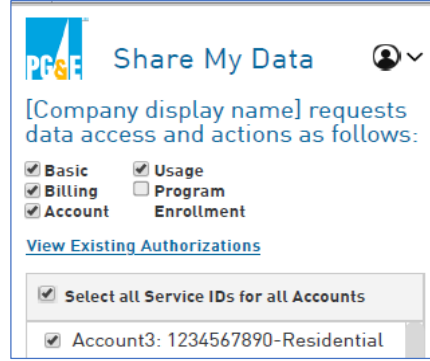 PG&E Share My Data
[Company display name] requests
data access and actions as follows:
Basic Usage
Billing Program
Account Enrollment
View Existing Authorizations
Select all Service IDs for all Accounts
Account3: 1234567890-Residential